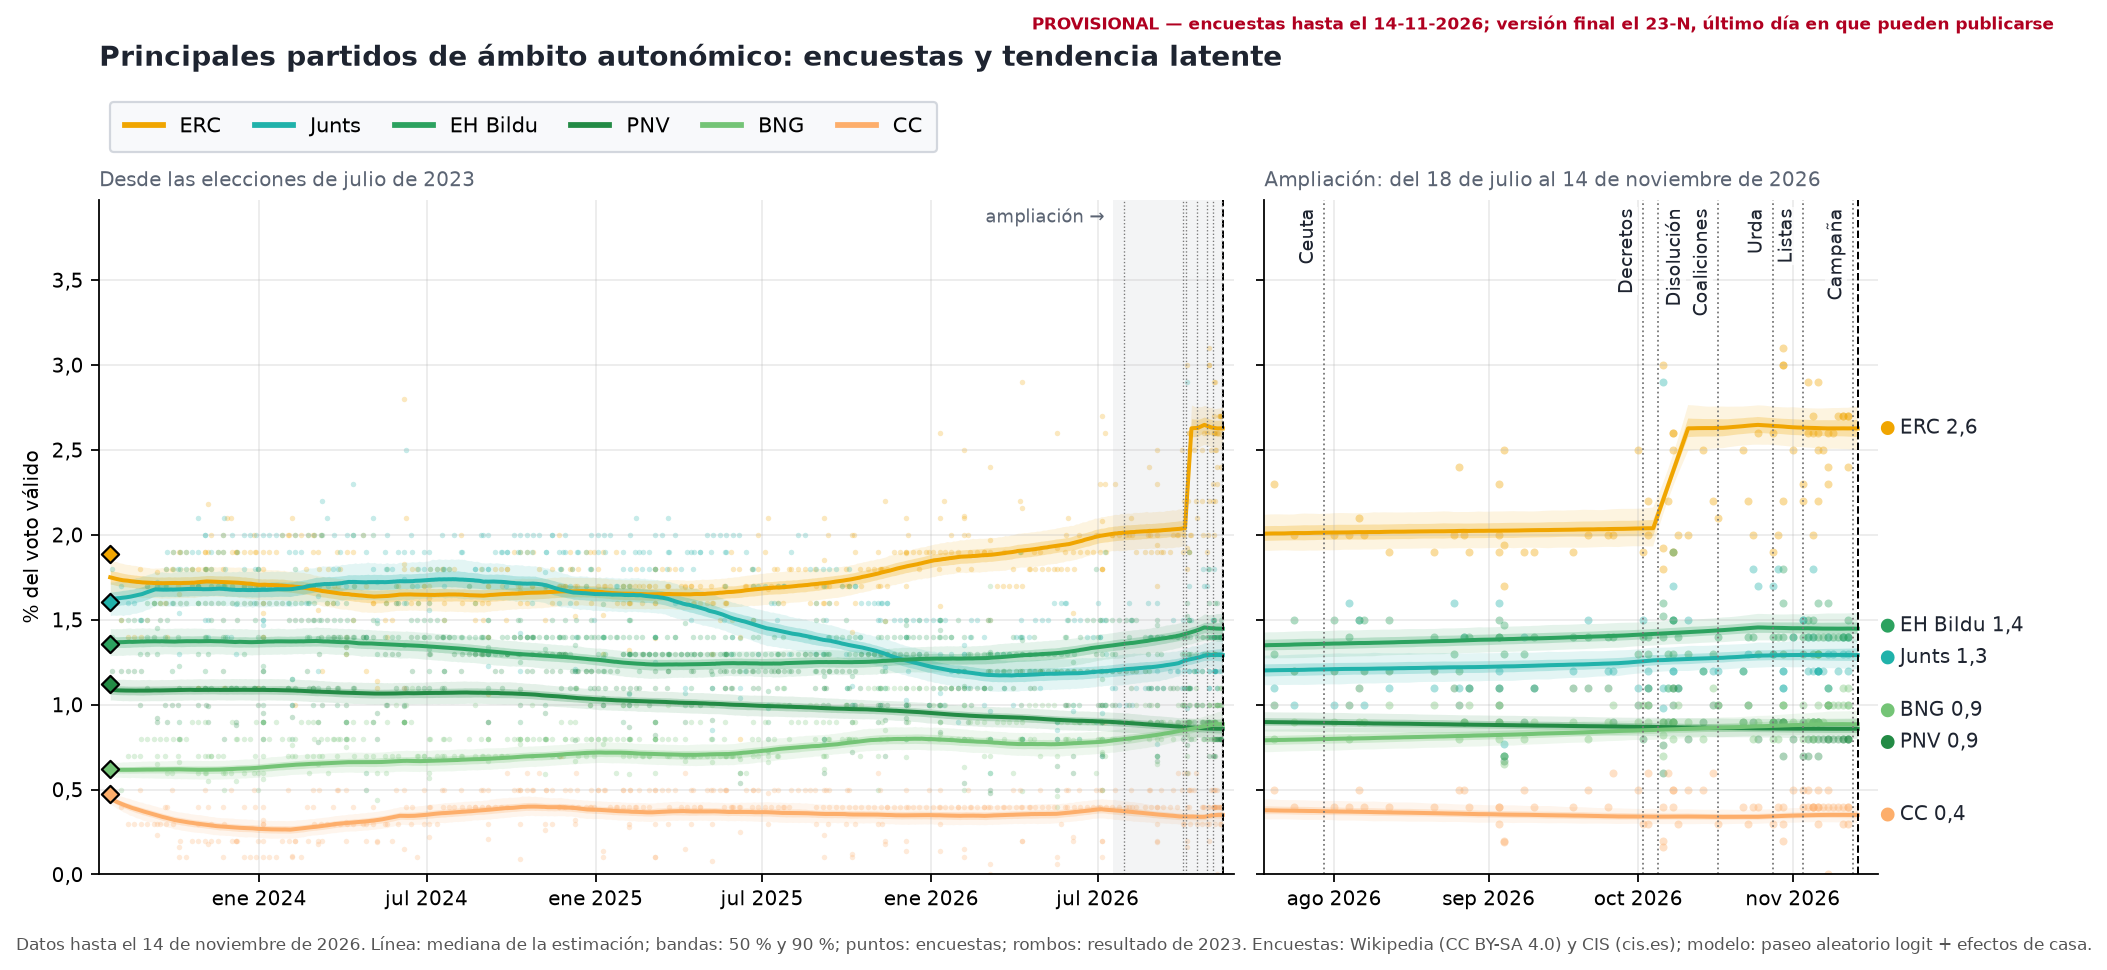 PROVISIONAL — encuestas hasta el 14-11-2026; versión final el 23-N, último día en que pueden publicarse
Principales partidos de ámbito autonómico: encuestas y tendencia latente
ERC Junts EH Bildu PNV BNG CC
Desde las elecciones de julio de 2023
Ampliación: del 18 de julio al 14 de noviembre de 2026
ampliación →
Ceuta
Decretos
Disolución
Coaliciones
Urda
Listas
Campaña
% del voto válido
3,5
3,0
2,5
2,0
1,5
1,0
0,5
0,0
ERC 2,6
EH Bildu 1,4
Junts 1,3
BNG 0,9
PNV 0,9
CC 0,4
ene 2024 jul 2024 ene 2025 jul 2025 ene 2026 jul 2026
ago 2026 sep 2026 oct 2026 nov 2026
Datos hasta el 14 de noviembre de 2026. Línea: mediana de la estimación; bandas: 50 % y 90 %; puntos: encuestas; rombos: resultado de 2023. Encuestas: Wikipedia (CC BY-SA 4.0) y CIS (cis.es); modelo: paseo aleatorio logit + efectos de casa.